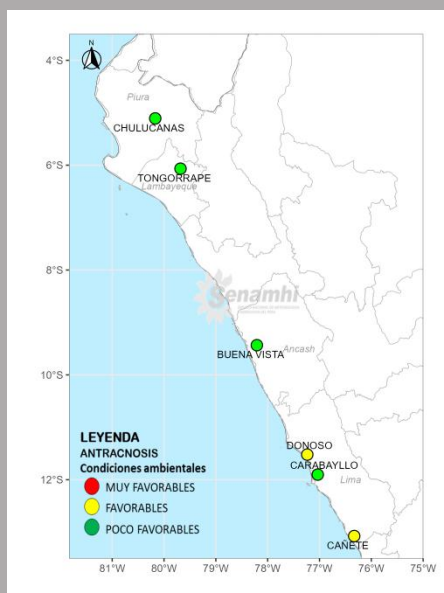 N
4°S
Piura
CHULUCANAS
6°S
TONGORRAPE
Lambayeque
8°S
Senamhi
BUENA VISTA
Ancash
10°S
LEYENDA
ANTRACNOSIS
Condiciones ambientales
MUY FAVORABLES
FAVORABLES
POCO FAVORABLES
DONOSO
CARABAYLLO
12°S
Lima
CAÑETE
81°W
80°W
79°W
78°W
77°W
76°W
75°W